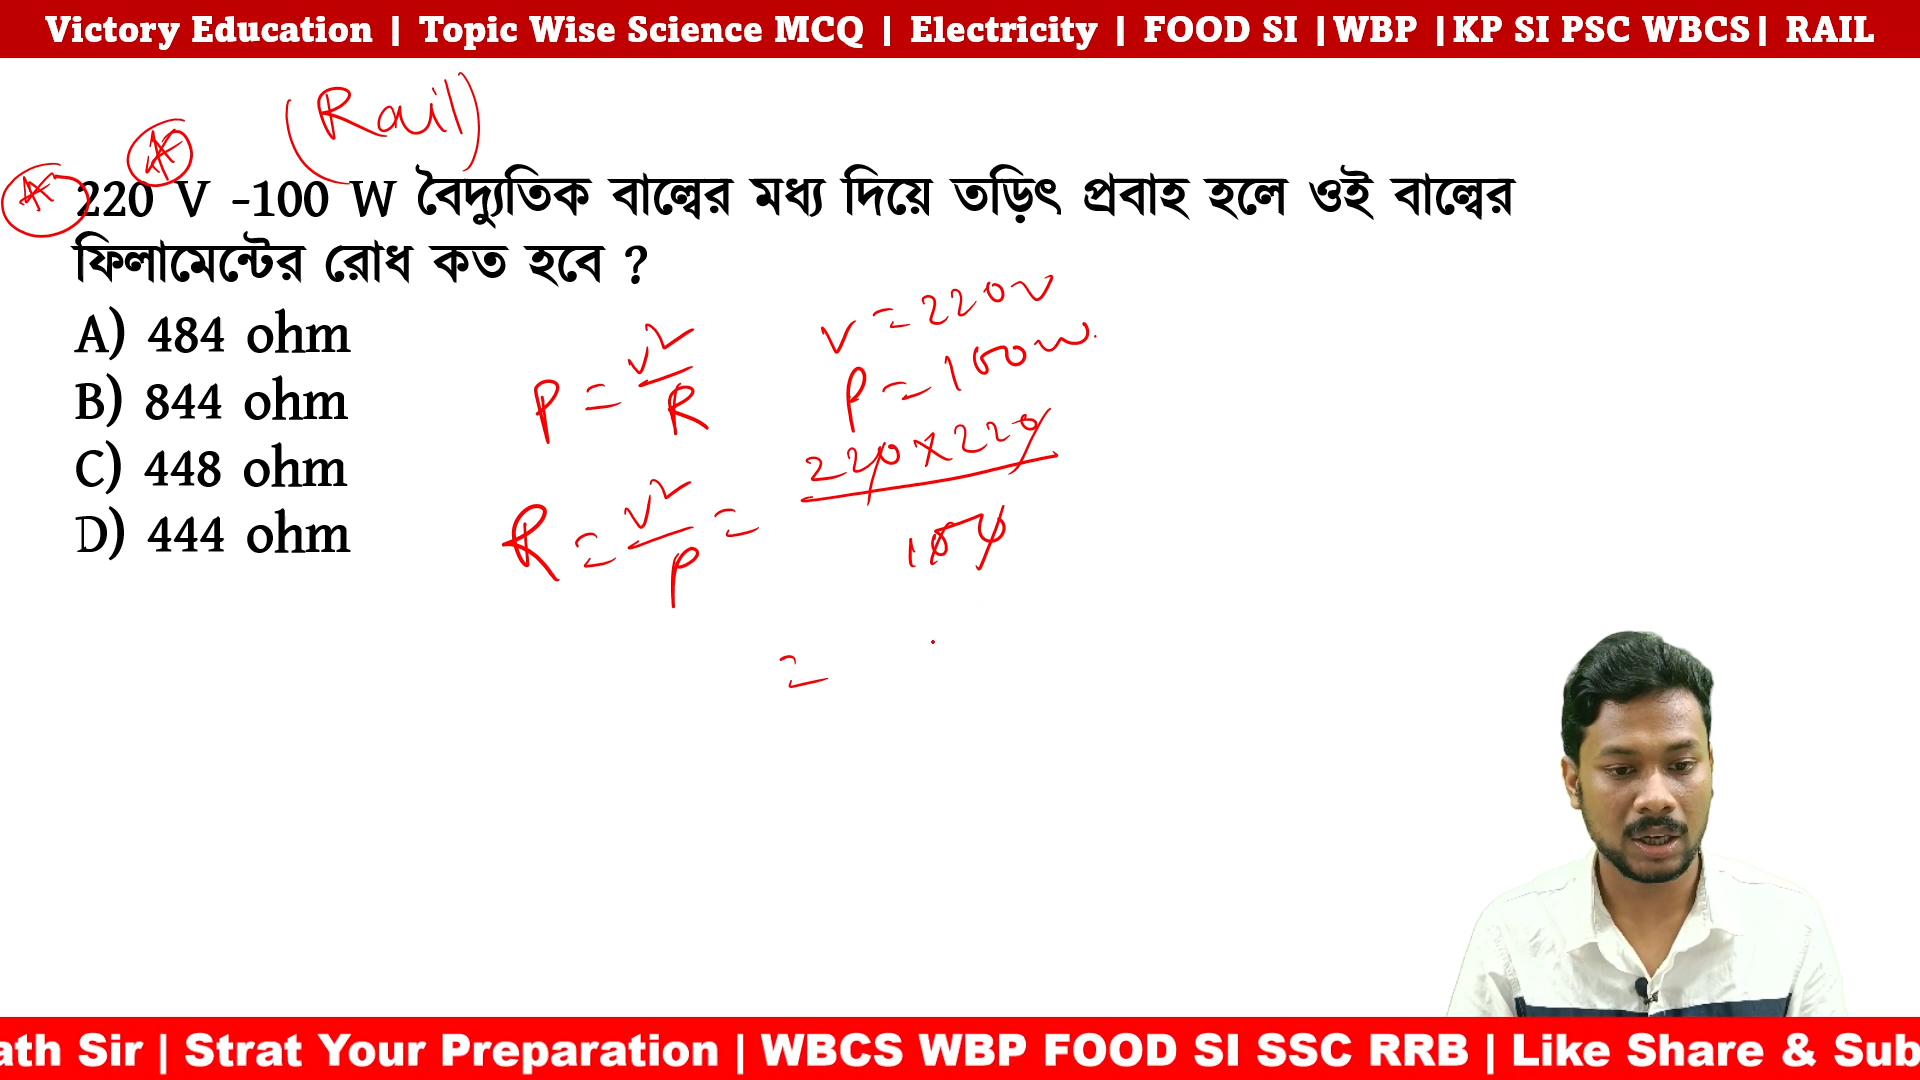 Victory Education | Topic Wise Science MCQ | Electricity | FOOD SI |WBP |KP SI PSC WBCS| RAIL
(Rail)
220 V -100 W বৈদ্যুতিক বাল্বের মধ্য দিয়ে তড়িৎ প্রবাহ হলে ওই বাল্বের
ফিলামেন্টের রোধ কত হবে ?
A) 484 ohm
B) 844 ohm
C) 448 ohm
D) 444 ohm
V = 220V
P = 100W.
P = V²/R
R = V²/P = 220 × 220 / 100
=
ath Sir | Strat Your Preparation | WBCS WBP FOOD SI SSC RRB | Like Share & Sub